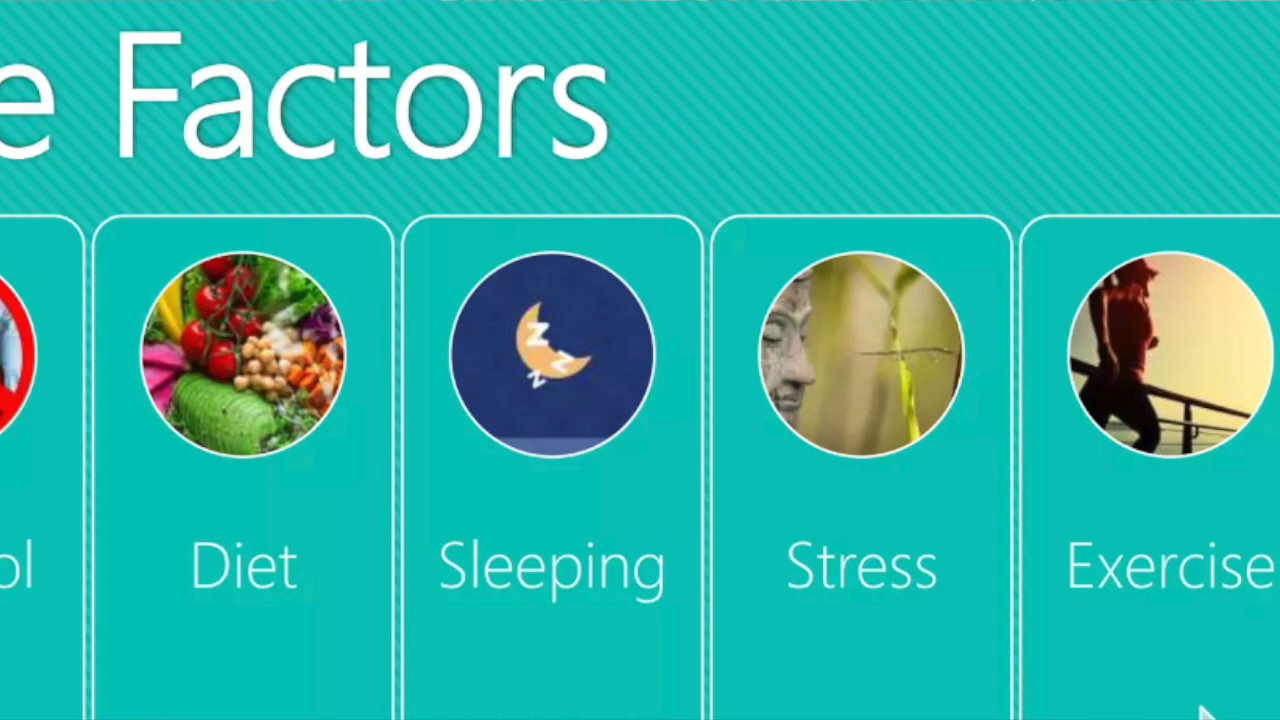 e Factors
ol
Diet
Sleeping
Stress
Exercise